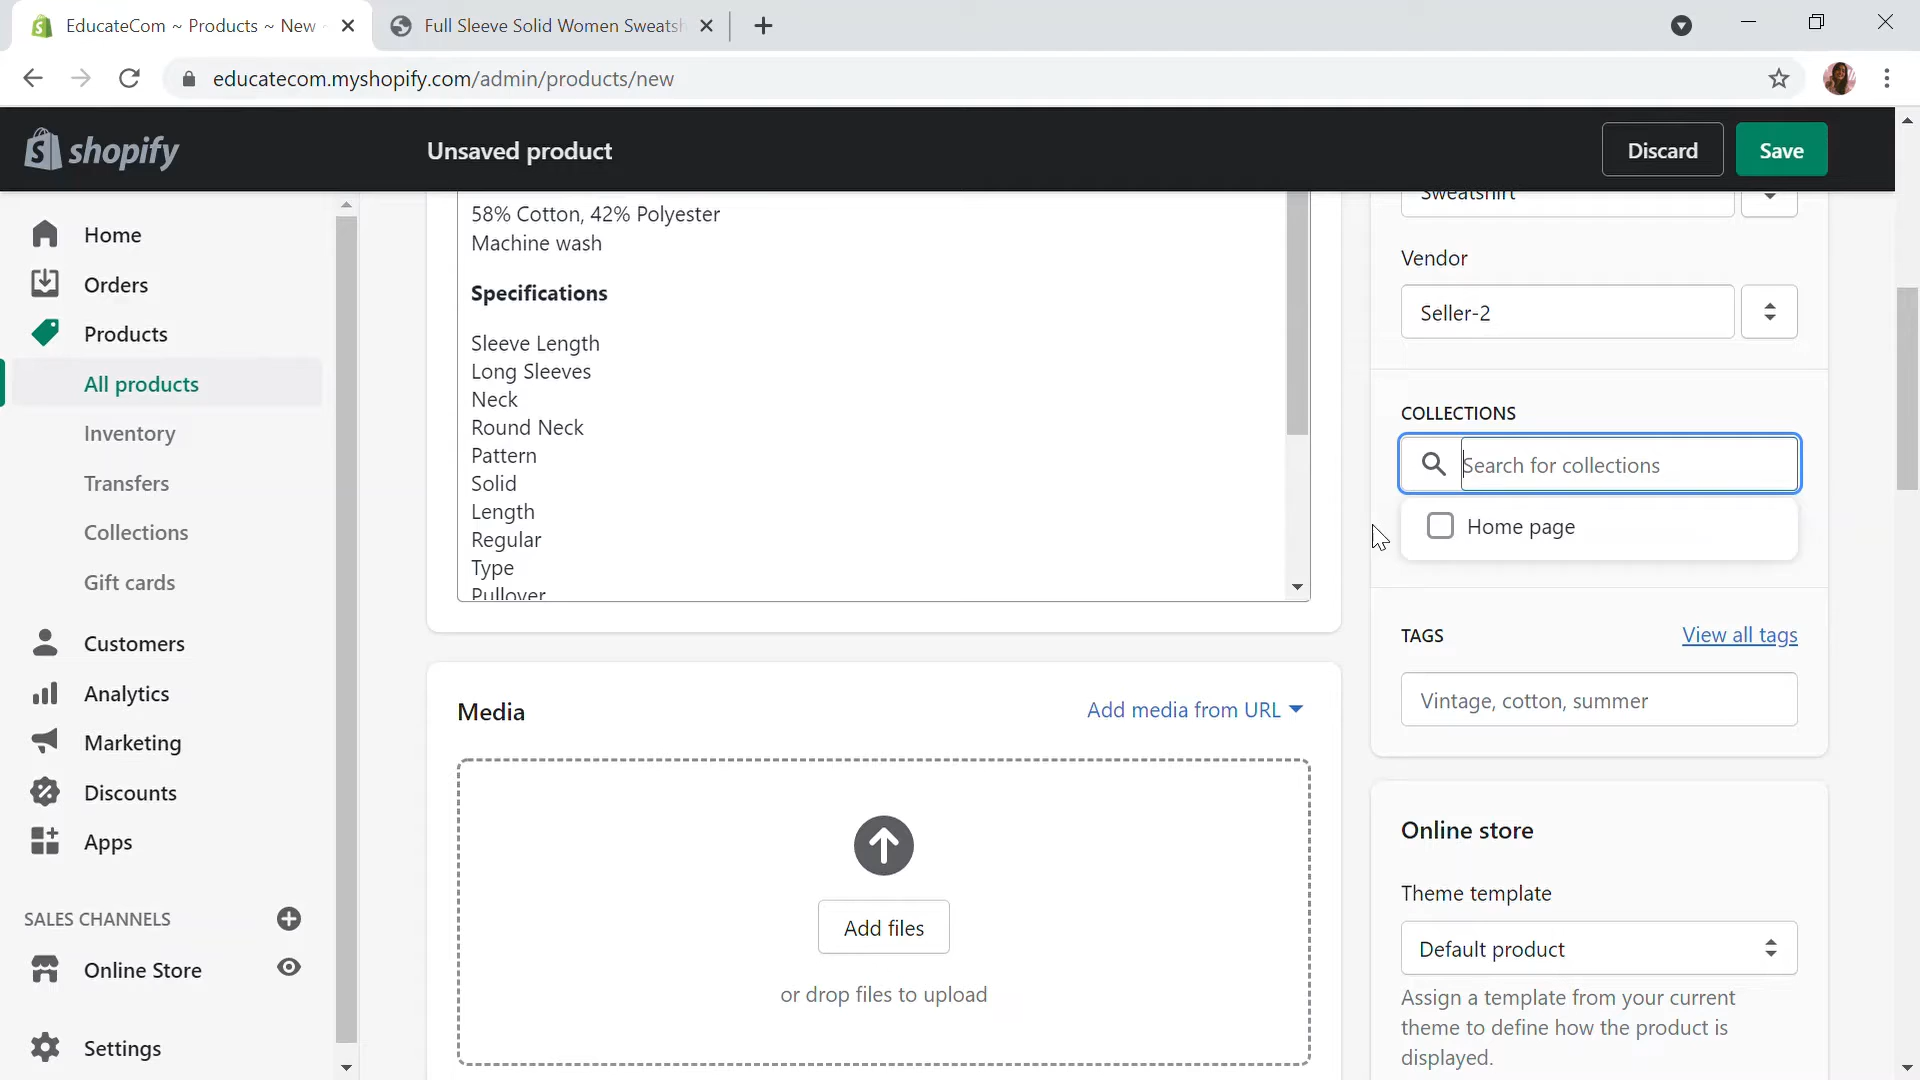 EducateCom ~ Products ~ New
Full Sleeve Solid Women Sweatsh
educatecom.myshopify.com/admin/products/new
shopify
Unsaved product
Discard
Save
Home
Orders
Products
All products
Inventory
Transfers
Collections
Gift cards
Customers
Analytics
Marketing
Discounts
Apps
SALES CHANNELS
Online Store
Settings
58% Cotton, 42% Polyester
Machine wash
Specifications
Sleeve Length
Long Sleeves
Neck
Round Neck
Pattern
Solid
Length
Regular
Type
Pullover
Media
Add media from URL
Add files
or drop files to upload
Sweatshirt
Vendor
Seller-2
COLLECTIONS
Search for collections
Home page
TAGS
View all tags
Vintage, cotton, summer
Online store
Theme template
Default product
Assign a template from your current
theme to define how the product is
displayed.